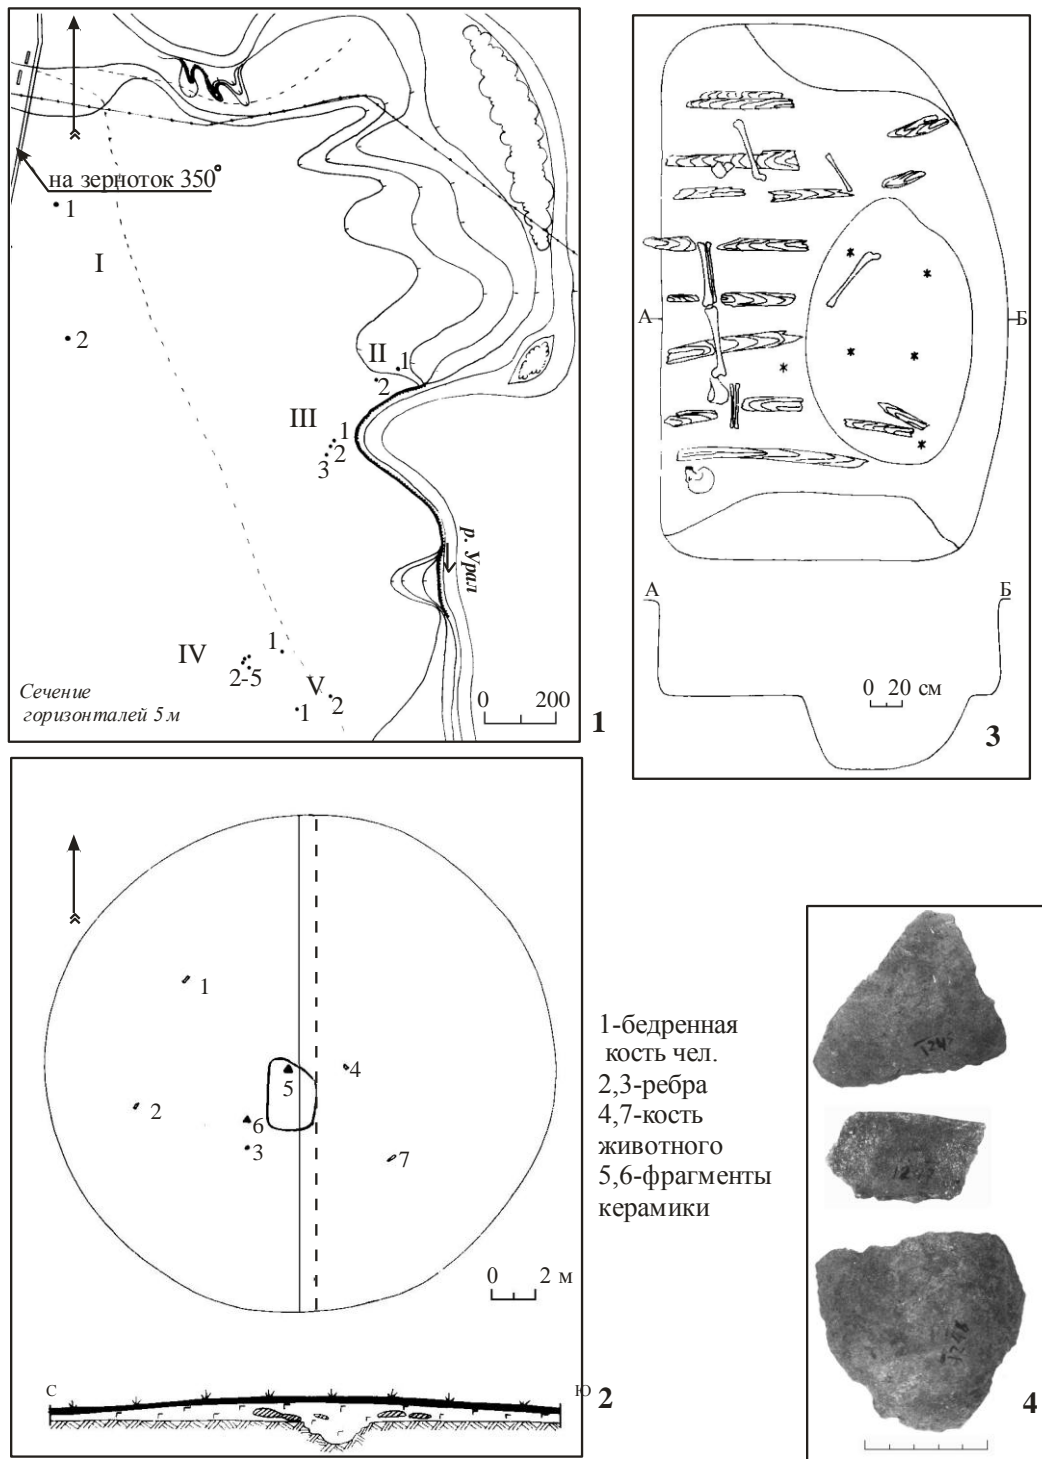 на зерноток 350°
1
I
2
II
1
2
III
1
2
3
р. Урал
IV
1
2-5
V
1
2
Сечение
горизонталей 5 м
0 200
1
А
Б
А
Б
0 20 см
3
1
2
3
4
5
6
7
0 2 м
С
Ю
2
1-бедренная
кость чел.
2,3-ребра
4,7-кость
животного
5,6-фрагменты
керамики
4